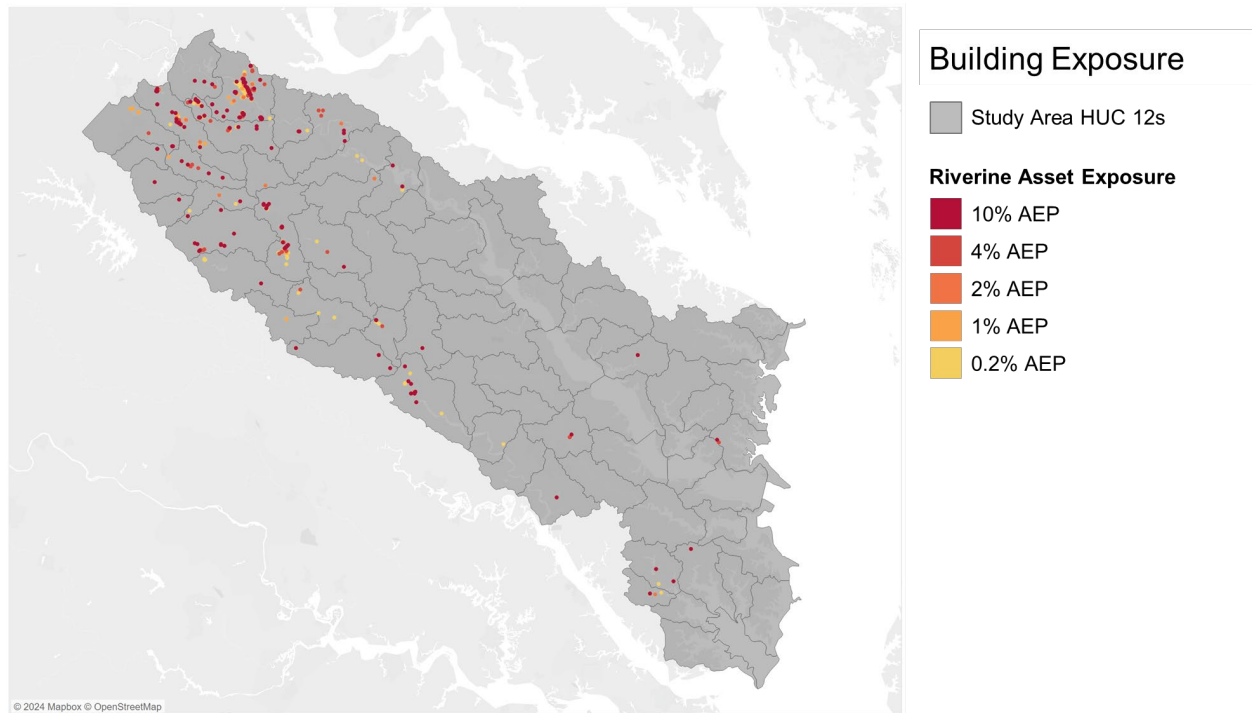 Building Exposure
Study Area HUC 12s
Riverine Asset Exposure
10% AEP
4% AEP
2% AEP
1% AEP
0.2% AEP
© 2024 Mapbox © OpenStreetMap